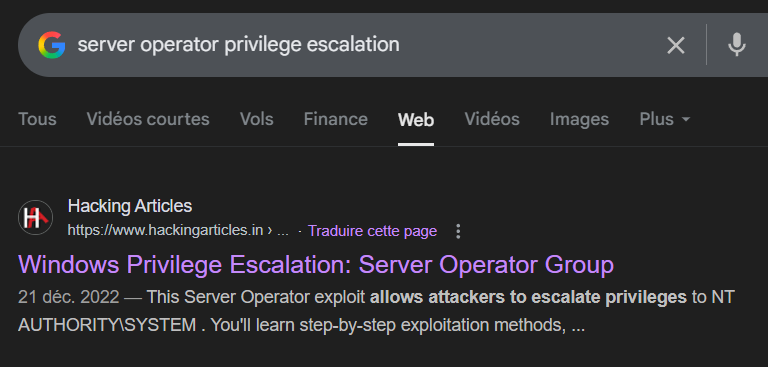 server operator privilege escalation
Tous Vidéos courtes Vols Finance Web Vidéos Images Plus
Hacking Articles
https://www.hackingarticles.in › ... · Traduire cette page
Windows Privilege Escalation: Server Operator Group
21 déc. 2022 — This Server Operator exploit allows attackers to escalate privileges to NT
AUTHORITY\SYSTEM . You'll learn step-by-step exploitation methods, ...